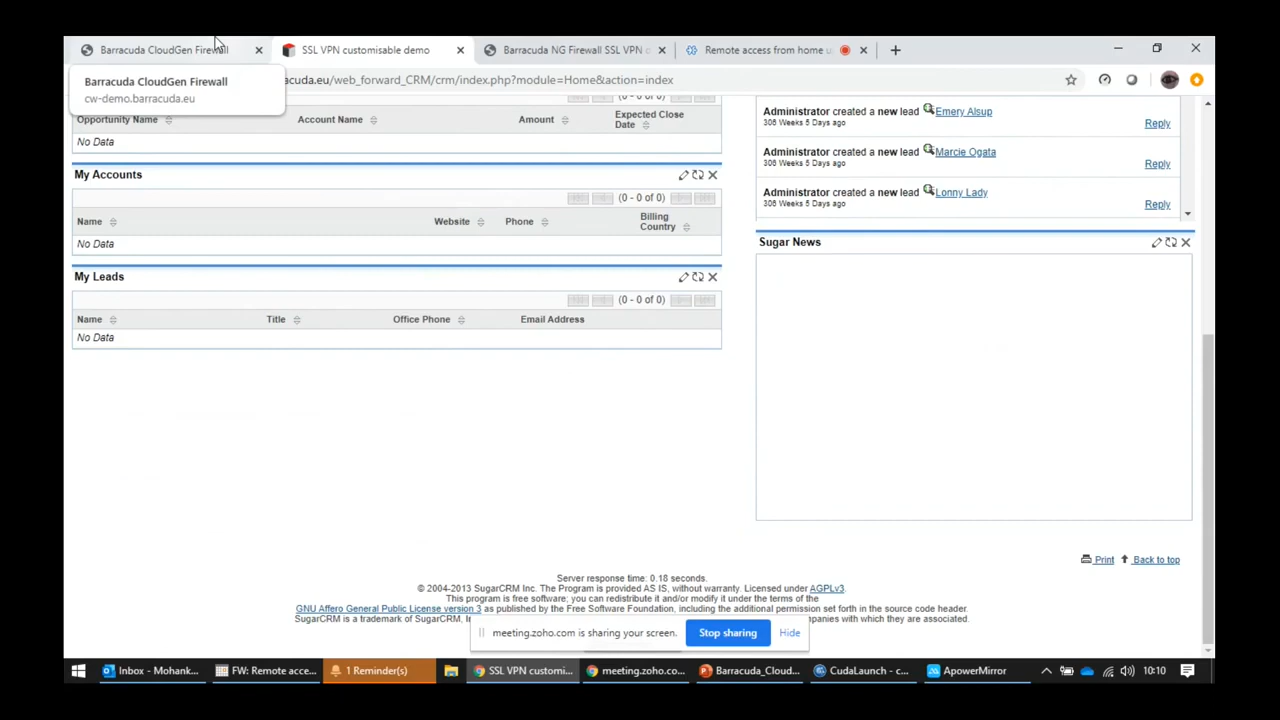 Barracuda CloudGen Firewall
SSL VPN customisable demo
Barracuda NG Firewall SSL VPN c
Remote access from home u
Barracuda CloudGen Firewall
cw-demo.barracuda.eu
acuda.eu/web_forward_CRM/crm/index.php?module=Home&action=index
Opportunity Name Account Name Amount Expected Close
Date
No Data
My Accounts
(0 - 0 of 0)
Name Website Phone Billing
Country
No Data
My Leads
(0 - 0 of 0)
Name Title Office Phone Email Address
No Data
Administrator created a new lead Emery Alsup
306 Weeks 5 Days ago
Reply
Administrator created a new lead Marcie Ogata
306 Weeks 5 Days ago
Reply
Administrator created a new lead Lonny Lady
306 Weeks 5 Days ago
Reply
Sugar News
Print Back to top
Server response time: 0.18 seconds.
© 2004-2013 SugarCRM Inc. The Program is provided AS IS, without warranty. Licensed under AGPLv3.
This program is free software; you can redistribute it and/or modify it under the terms of the
GNU Affero General Public License version 3 as published by the Free Software Foundation, including the additional permission set forth in the source code header.
SugarCRM is a trademark of SugarCRM, companies with which they are associated.
meeting.zoho.com is sharing your screen. Stop sharing Hide
Inbox - Mohank...
FW: Remote acce...
1 Reminder(s)
SSL VPN customi...
meeting.zoho.co...
Barracuda_Cloud...
CudaLaunch - c...
ApowerMirror
10:10